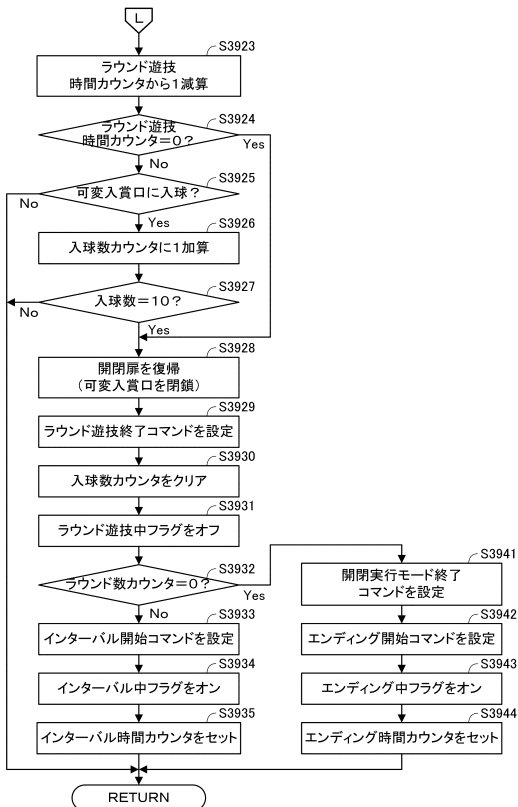 L
S3923
ラウンド遊技
時間カウンタから1減算
S3924
ラウンド遊技
時間カウンタ=0?
Yes
No
S3925
可変入賞口に入球?
No
Yes
S3926
入球数カウンタに1加算
S3927
入球数=10?
No
Yes
S3928
開閉扉を復帰
(可変入賞口を閉鎖)
S3929
ラウンド遊技終了コマンドを設定
S3930
入球数カウンタをクリア
S3931
ラウンド遊技中フラグをオフ
S3932
ラウンド数カウンタ=0?
Yes
No
S3933
インターバル開始コマンドを設定
S3934
インターバル中フラグをオン
S3935
インターバル時間カウンタをセット
S3941
開閉実行モード終了
コマンドを設定
S3942
エンディング開始コマンドを設定
S3943
エンディング中フラグをオン
S3944
エンディング時間カウンタをセット
RETURN